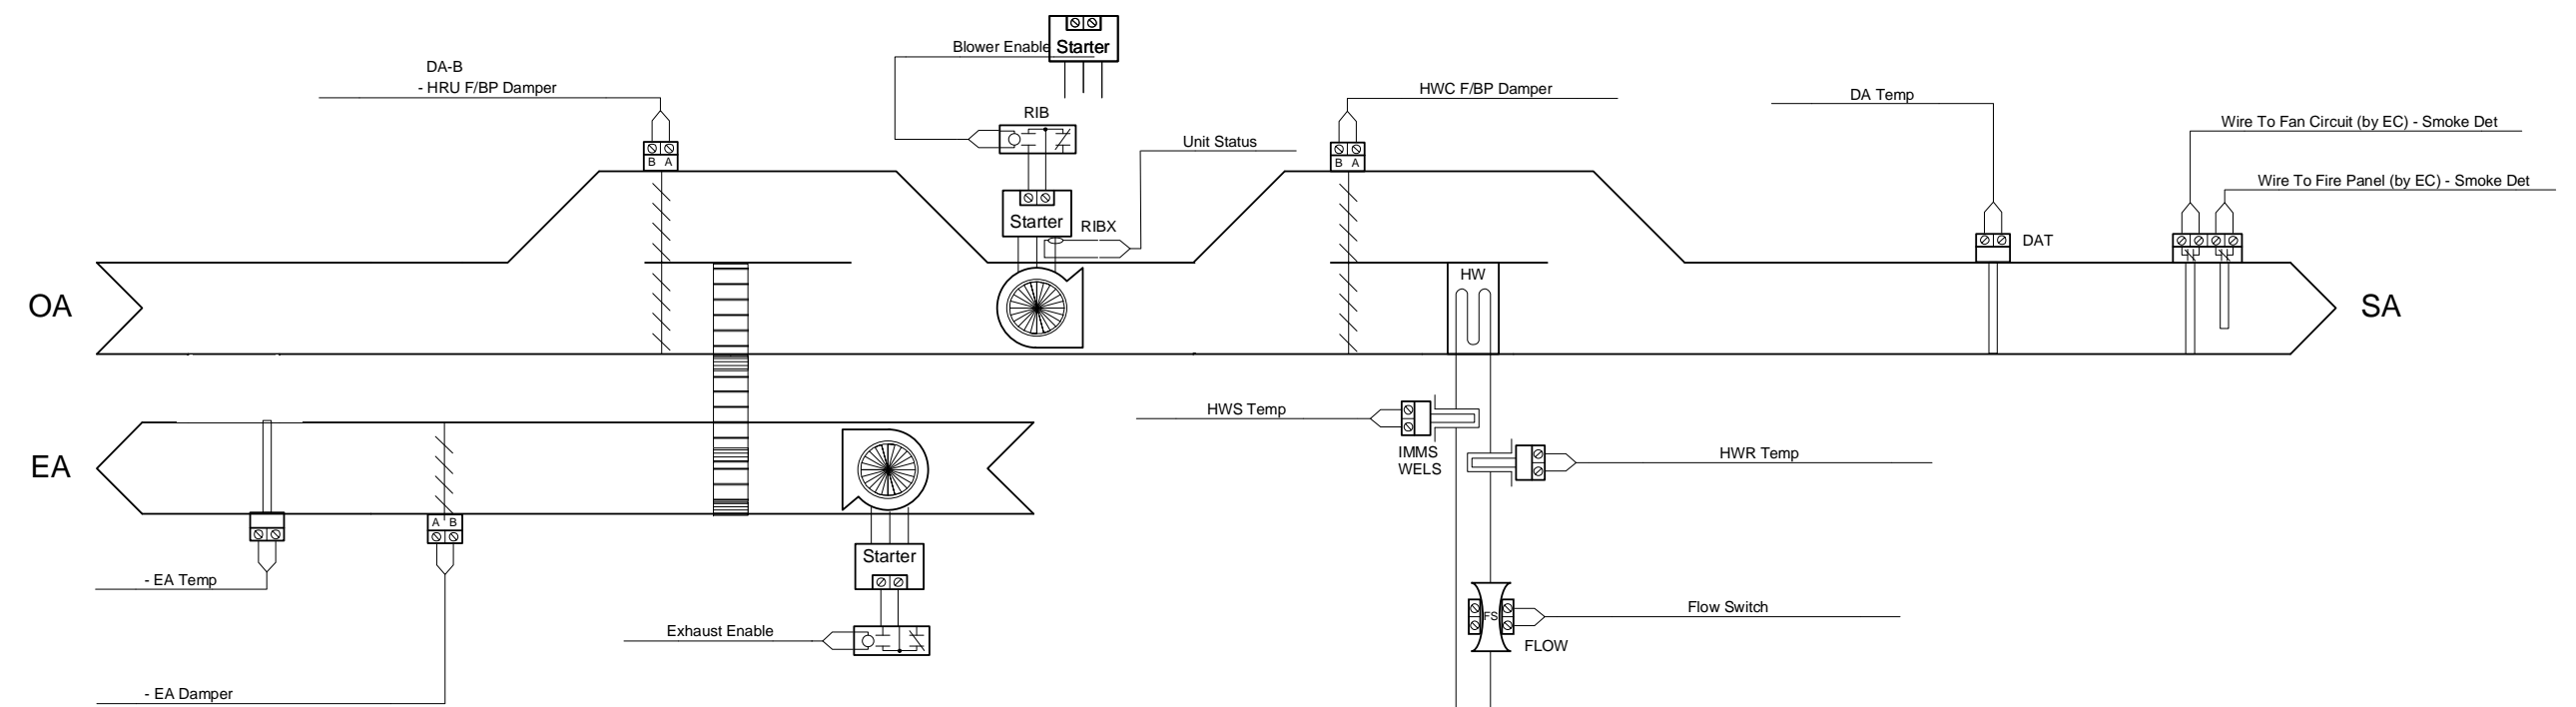 Starter
Blower Enable
DA-B
- HRU F/BP Damper
HWC F/BP Damper
DA Temp
RIB
Wire To Fan Circuit (by EC) - Smoke Det
Unit Status
B A
B A
Wire To Fire Panel (by EC) - Smoke Det
Starter
RIBX
DAT
HW
OA
SA
HWS Temp
IMMS
WELS
HWR Temp
EA
A B
Starter
- EA Temp
Flow Switch
FS
Exhaust Enable
FLOW
- EA Damper